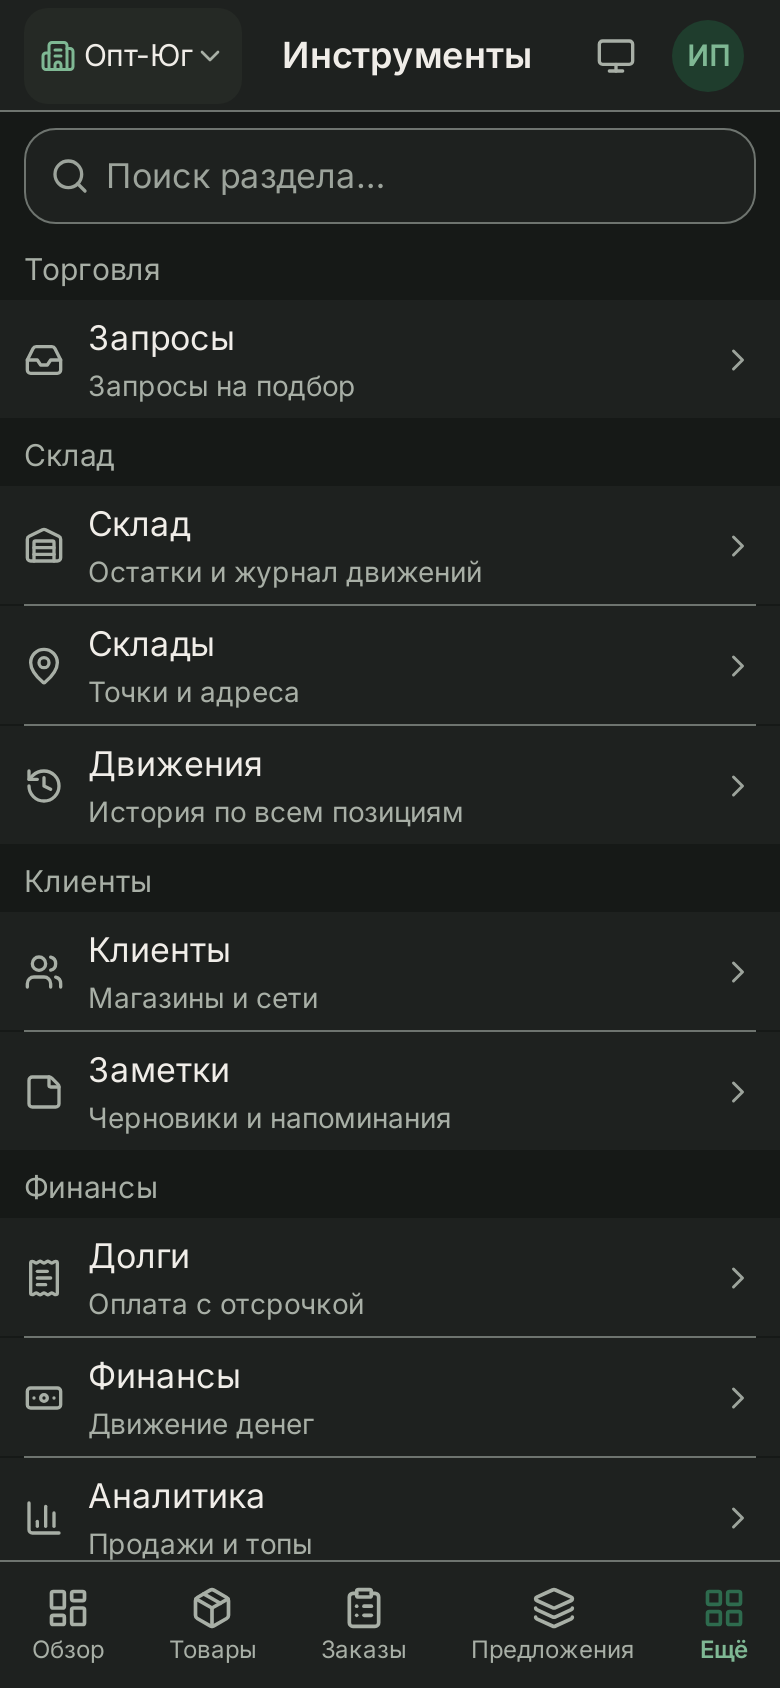 Опт-Юг
Инструменты
ИП
Поиск раздела...
Торговля
Запросы
Запросы на подбор
Склад
Склад
Остатки и журнал движений
Склады
Точки и адреса
Движения
История по всем позициям
Клиенты
Клиенты
Магазины и сети
Заметки
Черновики и напоминания
Финансы
Долги
Оплата с отсрочкой
Финансы
Движение денег
Аналитика
Продажи и топы
Обзор
Товары
Заказы
Предложения
Ещё